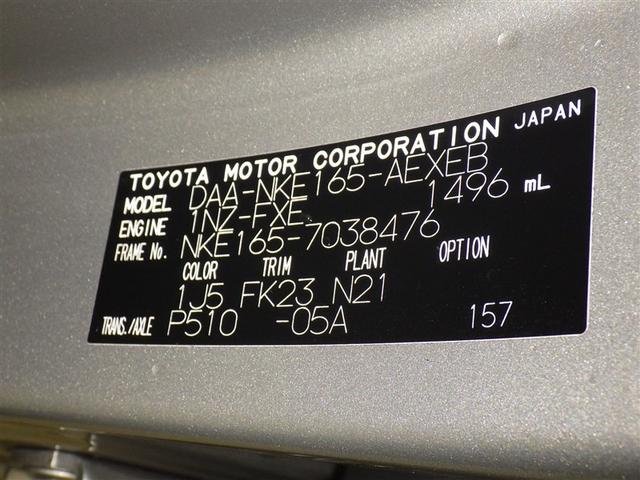 TOYOTA MOTOR CORPORATION JAPAN
MODEL DAA-NKE165-AEXEB
ENGINE 1NZ-FXE 1496 mL
FRAME No. NKE165-7038476
COLOR TRIM PLANT OPTION
1J5 FK23 N21
TRANS./AXLE P510 -05A 157